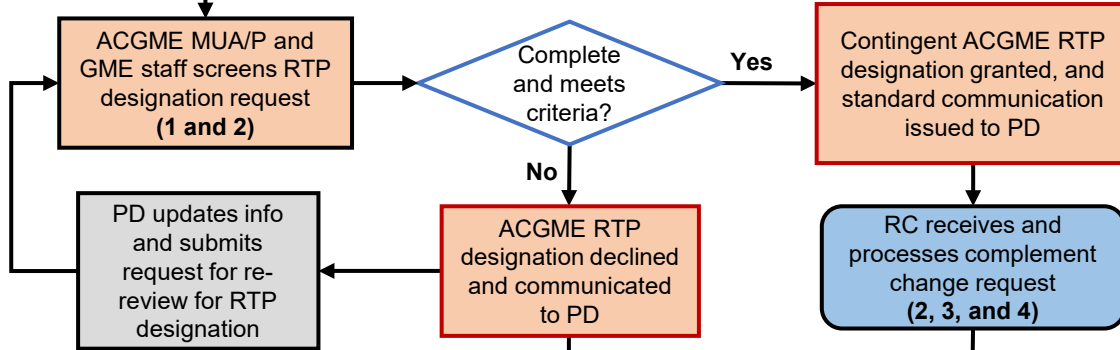 ACGME MUA/P and
GME staff screens RTP
designation request
(1 and 2)
Complete
and meets
criteria?
Yes
Contingent ACGME RTP
designation granted, and
standard communication
issued to PD
No
PD updates info
and submits
request for re-
review for RTP
designation
ACGME RTP
designation declined
and communicated
to PD
RC receives and
processes complement
change request
(2, 3, and 4)